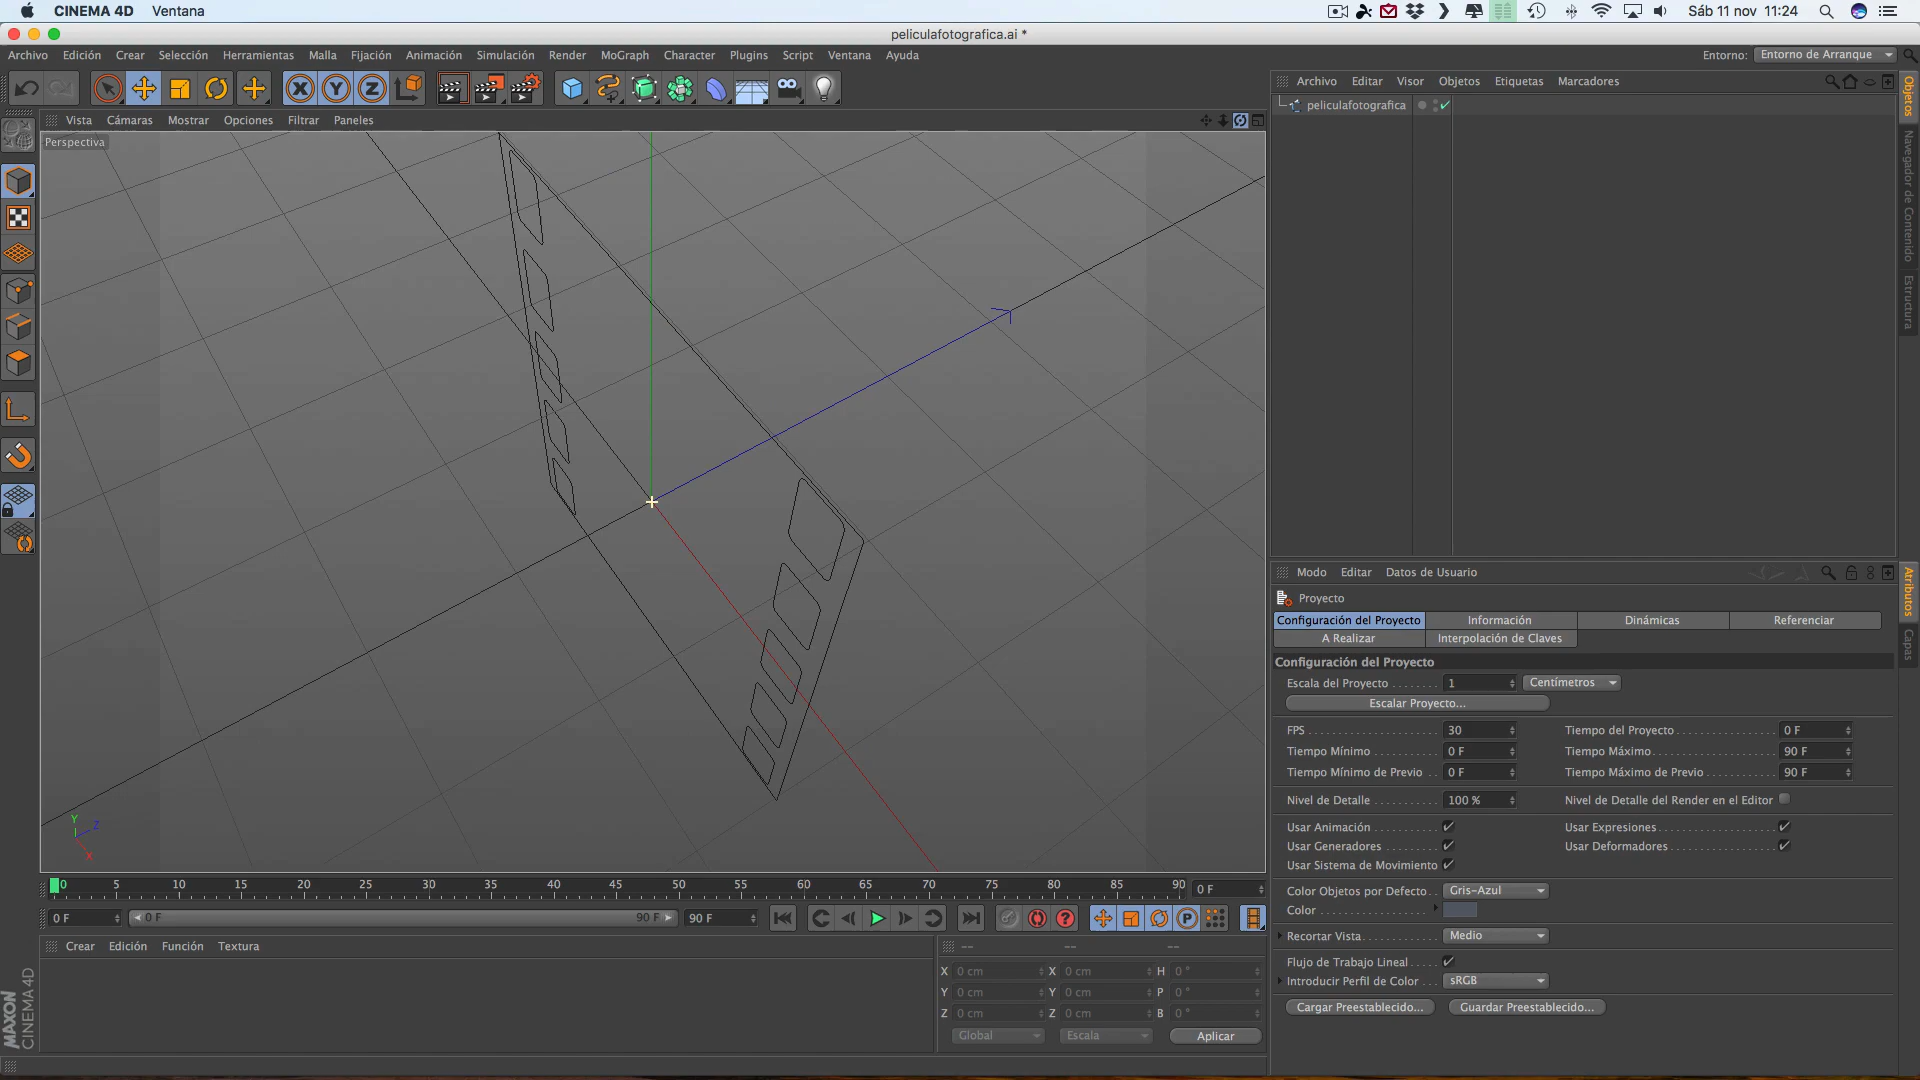 CINEMA 4D Ventana
Sáb 11 nov 11:24
peliculafotografica.ai *
Archivo Edición Crear Selección Herramientas Malla Fijación Animación Simulación Render MoGraph Character Plugins Script Ventana Ayuda
Entorno: Entorno de Arranque
X Y Z
Archivo Editar Visor Objetos Etiquetas Marcadores
peliculafotografica
Objetos
Navegador de Contenido
Estructura
Vista Cámaras Mostrar Opciones Filtrar Paneles
Perspectiva
Y Z X
Modo Editar Datos de Usuario
Atributos
Capas
Proyecto
Configuración del Proyecto Información Dinámicas Referenciar
A Realizar Interpolación de Claves
Configuración del Proyecto
Escala del Proyecto ........ 1 Centímetros
Escalar Proyecto...
FPS 30 Tiempo del Proyecto 0 F
Tiempo Mínimo 0 F Tiempo Máximo 90 F
Tiempo Mínimo de Previo 0 F Tiempo Máximo de Previo 90 F
Nivel de Detalle 100 % Nivel de Detalle del Render en el Editor
Usar Animación Usar Expresiones
Usar Generadores Usar Deformadores
Usar Sistema de Movimiento
Color Objetos por Defecto Gris-Azul
Color
Recortar Vista Medio
Flujo de Trabajo Lineal
Introducir Perfil de Color sRGB
Cargar Preestablecido... Guardar Preestablecido...
0 5 10 15 20 25 30 35 40 45 50 55 60 65 70 75 80 85 90 0 F
0 F 0 F 90 F 90 F
P
Crear Edición Función Textura
-- -- --
X 0 cm X 0 cm H 0 °
Y 0 cm Y 0 cm P 0 °
Z 0 cm Z 0 cm B 0 °
Global Escala Aplicar
MAXON
CINEMA 4D